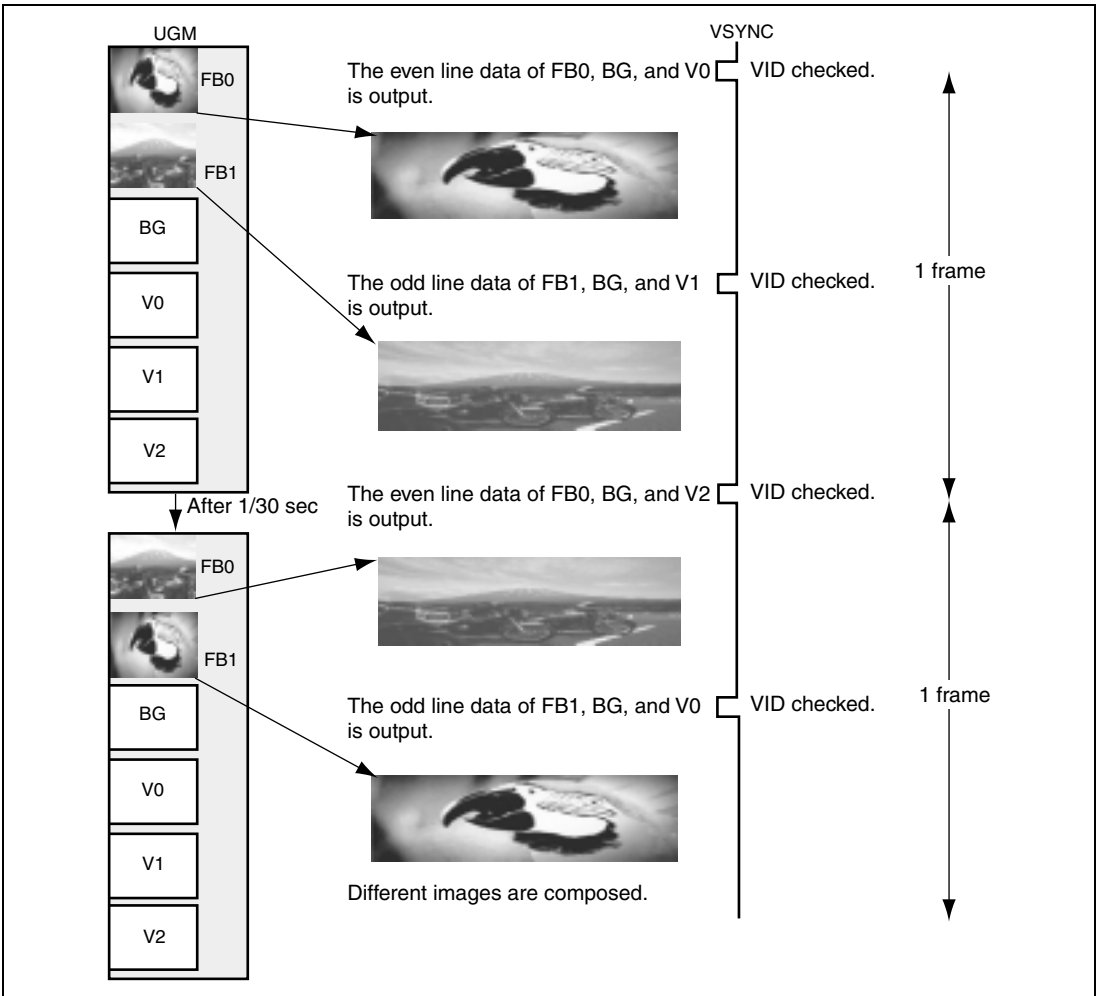 UGM
VSYNC
FB0
The even line data of FB0, BG, and V0
is output.
VID checked.
FB1
BG
V0
The odd line data of FB1, BG, and V1
is output.
VID checked.
1 frame
V1
V2
After 1/30 sec
The even line data of FB0, BG, and V2
is output.
VID checked.
FB0
FB1
BG
The odd line data of FB1, BG, and V0
is output.
VID checked.
1 frame
V0
V1
V2
Different images are composed.